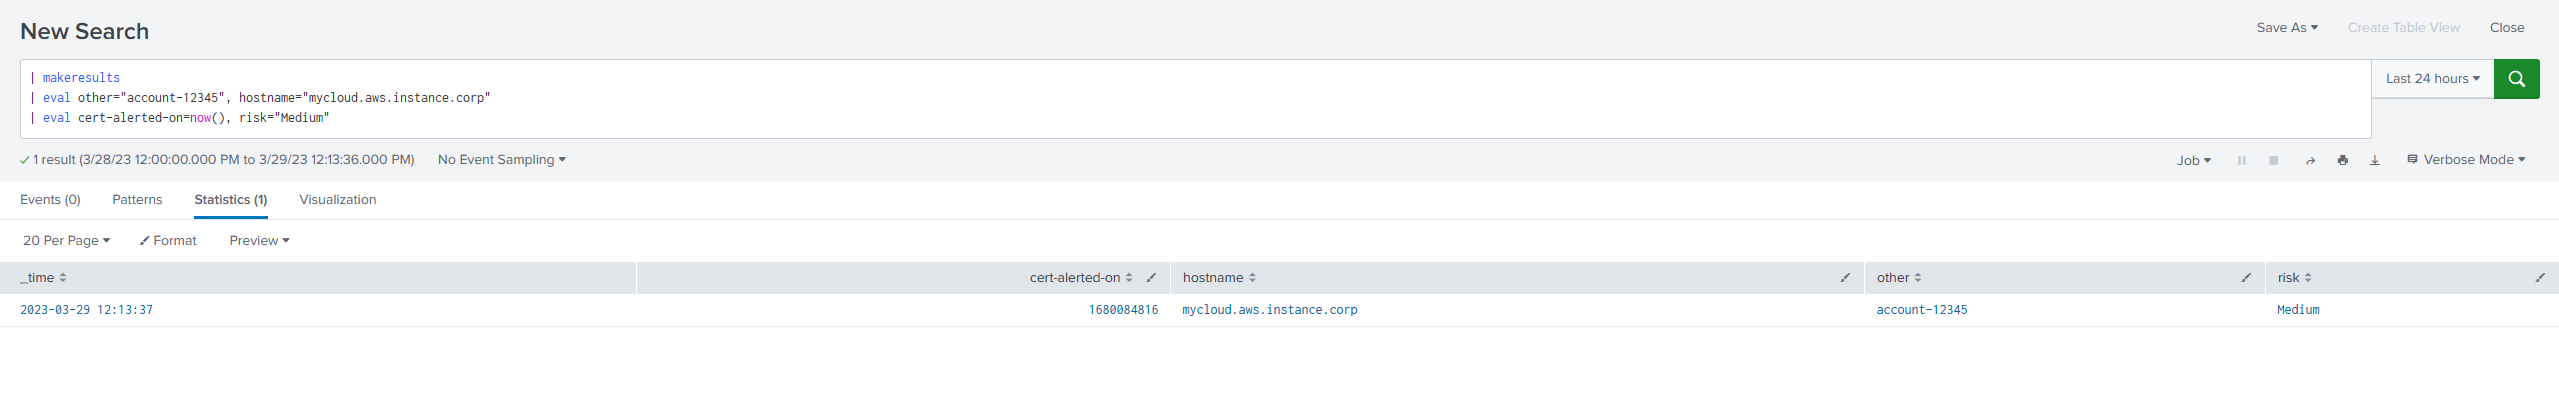 New Search
Save As Create Table View Close
| makeresults
| eval other="account-12345", hostname="mycloud.aws.instance.corp"
| eval cert-alerted-on=now(), risk="Medium"
Last 24 hours
1 result (3/28/23 12:00:00.000 PM to 3/29/23 12:13:36.000 PM) No Event Sampling
Job Verbose Mode
Events (0) Patterns Statistics (1) Visualization
20 Per Page Format Preview
_time cert-alerted-on hostname other risk
2023-03-29 12:13:37 1680084816 mycloud.aws.instance.corp account-12345 Medium